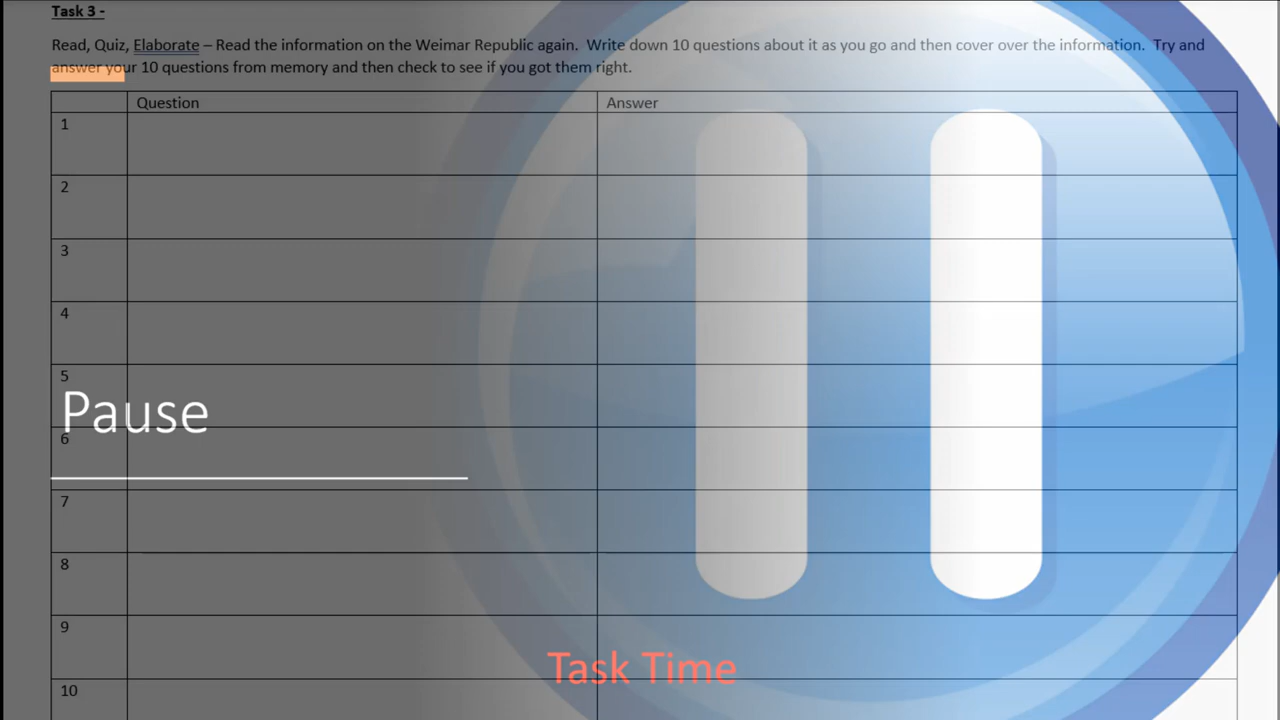 Task 3 -
Read, Quiz, Elaborate – Read the information on the Weimar Republic again.  Write down 10 questions about it as you go and then cover over the information.  Try and
answer your 10 questions from memory and then check to see if you got them right.
Question Answer
1
2
3
4
5
Pause
6
7
8
9
Task Time
10